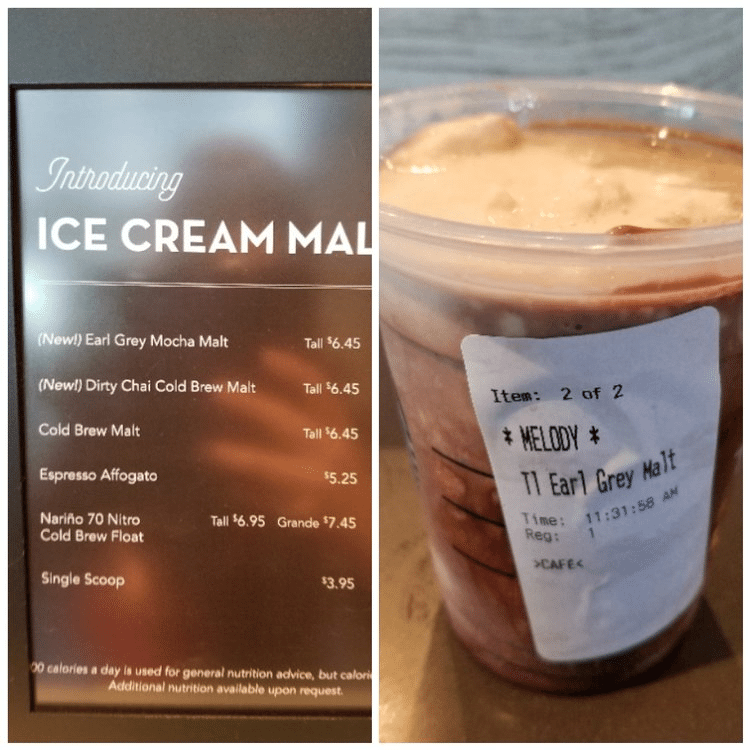 Introducing
ICE CREAM MAL
(New!) Earl Grey Mocha Malt Tall $6.45
(New!) Dirty Chai Cold Brew Malt Tall $6.45
Cold Brew Malt Tall $6.45
Espresso Affogato $5.25
Nariño 70 Nitro Tall $6.95 Grande $7.45
Cold Brew Float
Single Scoop $3.95
00 calories a day is used for general nutrition advice, but calori
Additional nutrition available upon request.
Item: 2 of 2
* MELODY *
Tl Earl Grey Malt
Time: 11:31:58 AM
Reg: 1
>CAFE<